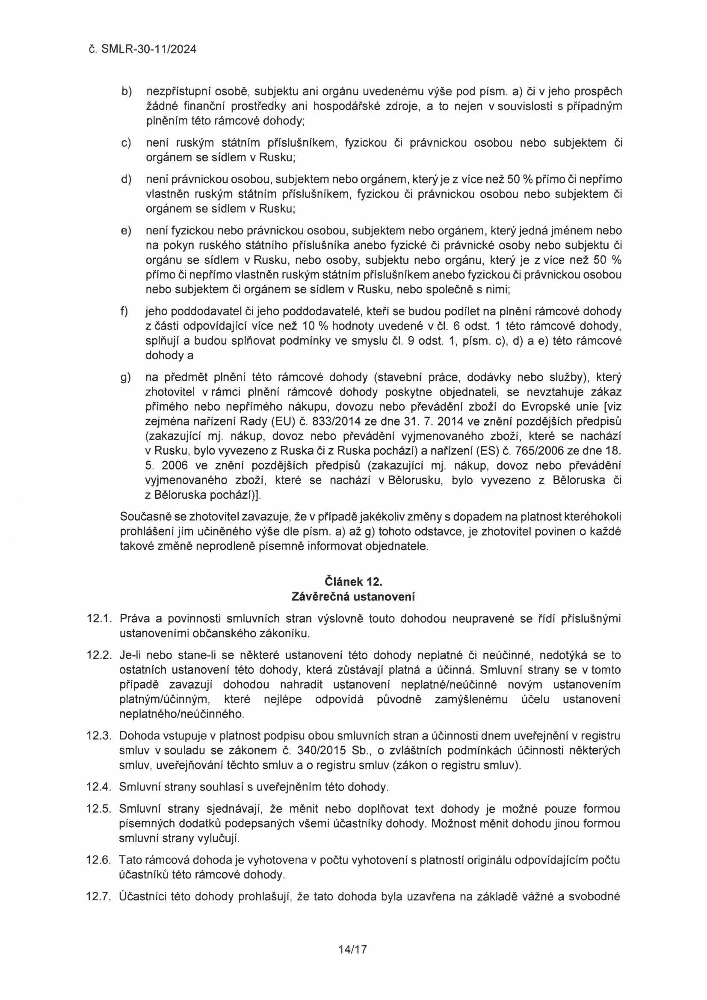 č. SMLR-30-11/2024
b) nezpřístupní osobě, subjektu ani orgánu uvedenému výše pod písm. a) či v jeho prospěch
žádné finanční prostředky ani hospodářské zdroje, a to nejen v souvislosti s případným
plněním této rámcové dohody;
c) není ruským státním příslušníkem, fyzickou či právnickou osobou nebo subjektem či
orgánem se sídlem v Rusku;
d) není právnickou osobou, subjektem nebo orgánem, který je z více než 50 % přímo či nepřímo
vlastněn ruským státním příslušníkem, fyzickou či právnickou osobou nebo subjektem či
orgánem se sídlem v Rusku;
e) není fyzickou nebo právnickou osobou, subjektem nebo orgánem, který jedná jménem nebo
na pokyn ruského státního příslušníka anebo fyzické či právnické osoby nebo subjektu či
orgánu se sídlem v Rusku, nebo osoby, subjektu nebo orgánu, který je z více než 50 %
přímo či nepřímo vlastněn ruským státním příslušníkem anebo fyzickou či právnickou osobou
nebo subjektem či orgánem se sídlem v Rusku, nebo společně s nimi;
f) jeho poddodavatel či jeho poddodavatelé, kteří se budou podílet na plnění rámcové dohody
z části odpovídající více než 10 % hodnoty uvedené v čl. 6 odst. 1 této rámcové dohody,
splňují a budou splňovat podmínky ve smyslu čl. 9 odst. 1, písm. c), d) a e) této rámcové
dohody a
g) na předmět plnění této rámcové dohody (stavební práce, dodávky nebo služby), který
zhotovitel v rámci plnění rámcové dohody poskytne objednateli, se nevztahuje zákaz
přímého nebo nepřímého nákupu, dovozu nebo převádění zboží do Evropské unie [viz
zejména nařízení Rady (EU) č. 833/2014 ze dne 31. 7. 2014 ve znění pozdějších předpisů
(zakazující mj. nákup, dovoz nebo převádění vyjmenovaného zboží, které se nachází
v Rusku, bylo vyvezeno z Ruska či z Ruska pochází) a nařízení (ES) č. 765/2006 ze dne 18.
5. 2006 ve znění pozdějších předpisů (zakazující mj. nákup, dovoz nebo převádění
vyjmenovaného zboží, které se nachází v Bělorusku, bylo vyvezeno z Běloruska či
z Běloruska pochází)].
Současně se zhotovitel zavazuje, že v případě jakékoliv změny s dopadem na platnost kteréhokoli
prohlášení jím učiněného výše dle písm. a) až g) tohoto odstavce, je zhotovitel povinen o každé
takové změně neprodleně písemně informovat objednatele.
Článek 12.
Závěrečná ustanovení
12.1. Práva a povinnosti smluvních stran výslovně touto dohodou neupravené se řídí příslušnými
ustanoveními občanského zákoníku.
12.2. Je-li nebo stane-li se některé ustanovení této dohody neplatné či neúčinné, nedotýká se to
ostatních ustanovení této dohody, která zůstávají platná a účinná. Smluvní strany se v tomto
případě zavazují dohodou nahradit ustanovení neplatné/neúčinné novým ustanovením
platným/účinným, které nejlépe odpovídá původně zamýšlenému účelu ustanovení
neplatného/neúčinného.
12.3. Dohoda vstupuje v platnost podpisu obou smluvních stran a účinnosti dnem uveřejnění v registru
smluv v souladu se zákonem č. 340/2015 Sb., o zvláštních podmínkách účinnosti některých
smluv, uveřejňování těchto smluv a o registru smluv (zákon o registru smluv).
12.4. Smluvní strany souhlasí s uveřejněním této dohody.
12.5. Smluvní strany sjednávají, že měnit nebo doplňovat text dohody je možné pouze formou
písemných dodatků podepsaných všemi účastníky dohody. Možnost měnit dohodu jinou formou
smluvní strany vylučují.
12.6. Tato rámcová dohoda je vyhotovena v počtu vyhotovení s platností originálu odpovídajícím počtu
účastníků této rámcové dohody.
12.7. Účastníci této dohody prohlašují, že tato dohoda byla uzavřena na základě vážné a svobodné
14/17